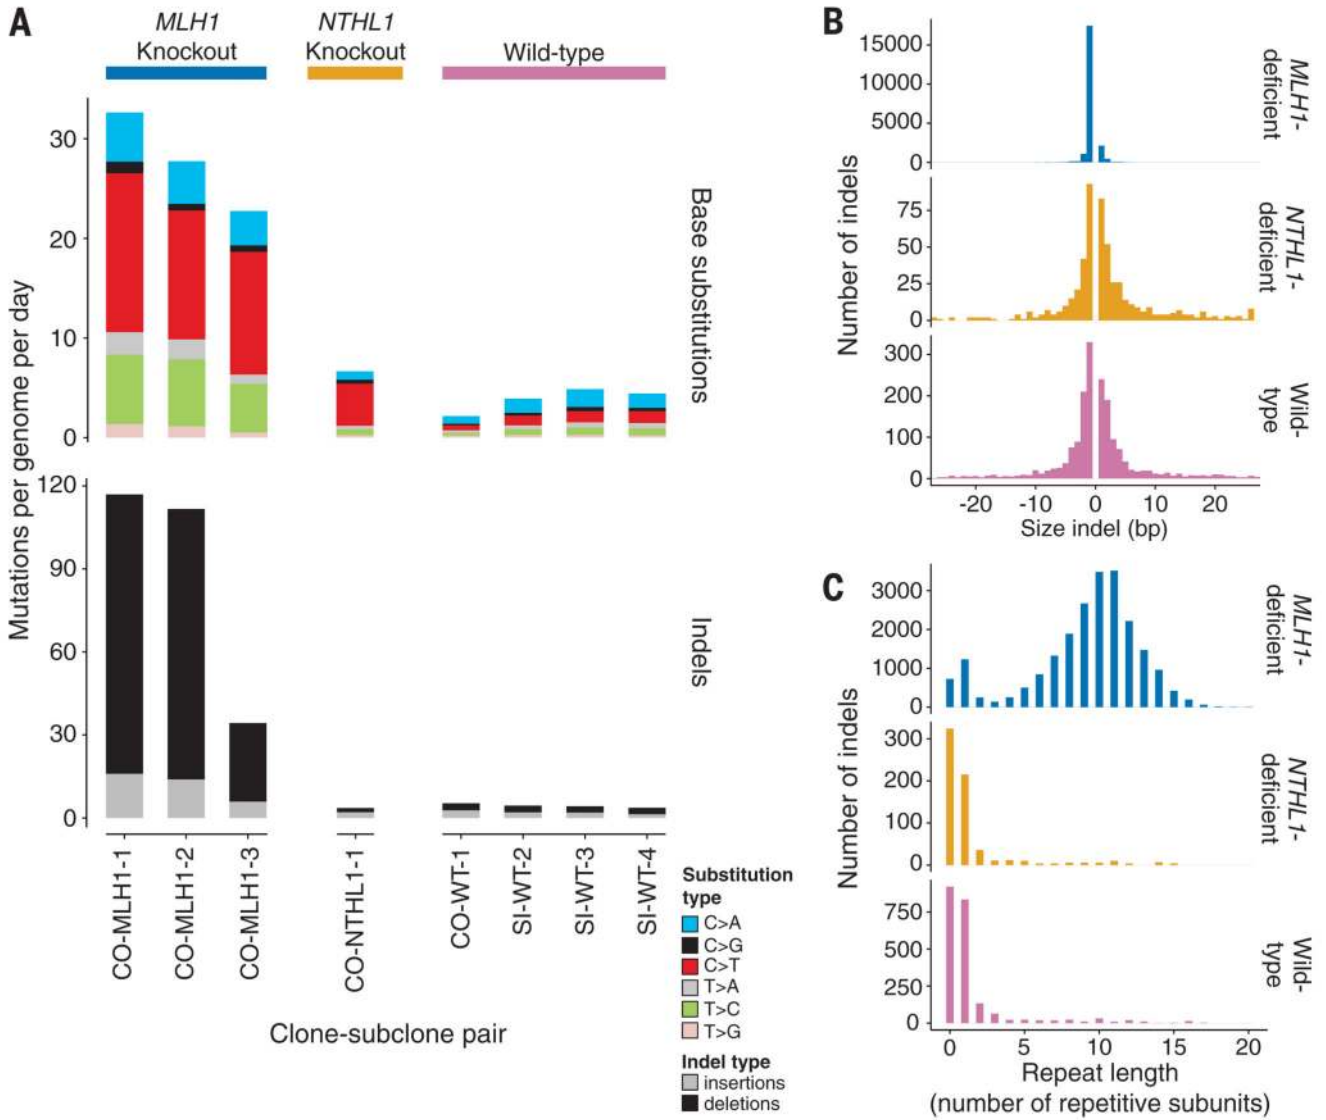 A
MLH1
Knockout
NTHL1
Knockout
Wild-type
Mutations per genome per day
30
20
10
0
Base substitutions
120
90
60
30
0
Indels
CO-MLH1-1
CO-MLH1-2
CO-MLH1-3
CO-NTHL1-1
CO-WT-1
SI-WT-2
SI-WT-3
SI-WT-4
Clone-subclone pair
Substitution
type
C>A
C>G
C>T
T>A
T>C
T>G
Indel type
insertions
deletions
B
Number of indels
15000
10000
5000
0
MLH1-
deficient
75
50
25
0
NTHL1-
deficient
300
200
100
0
Wild-
type
-20 -10 0 10 20
Size indel (bp)
C
Number of indels
3000
2000
1000
0
MLH1-
deficient
300
200
100
0
NTHL1-
deficient
750
500
250
0
Wild-
type
0 5 10 15 20
Repeat length
(number of repetitive subunits)